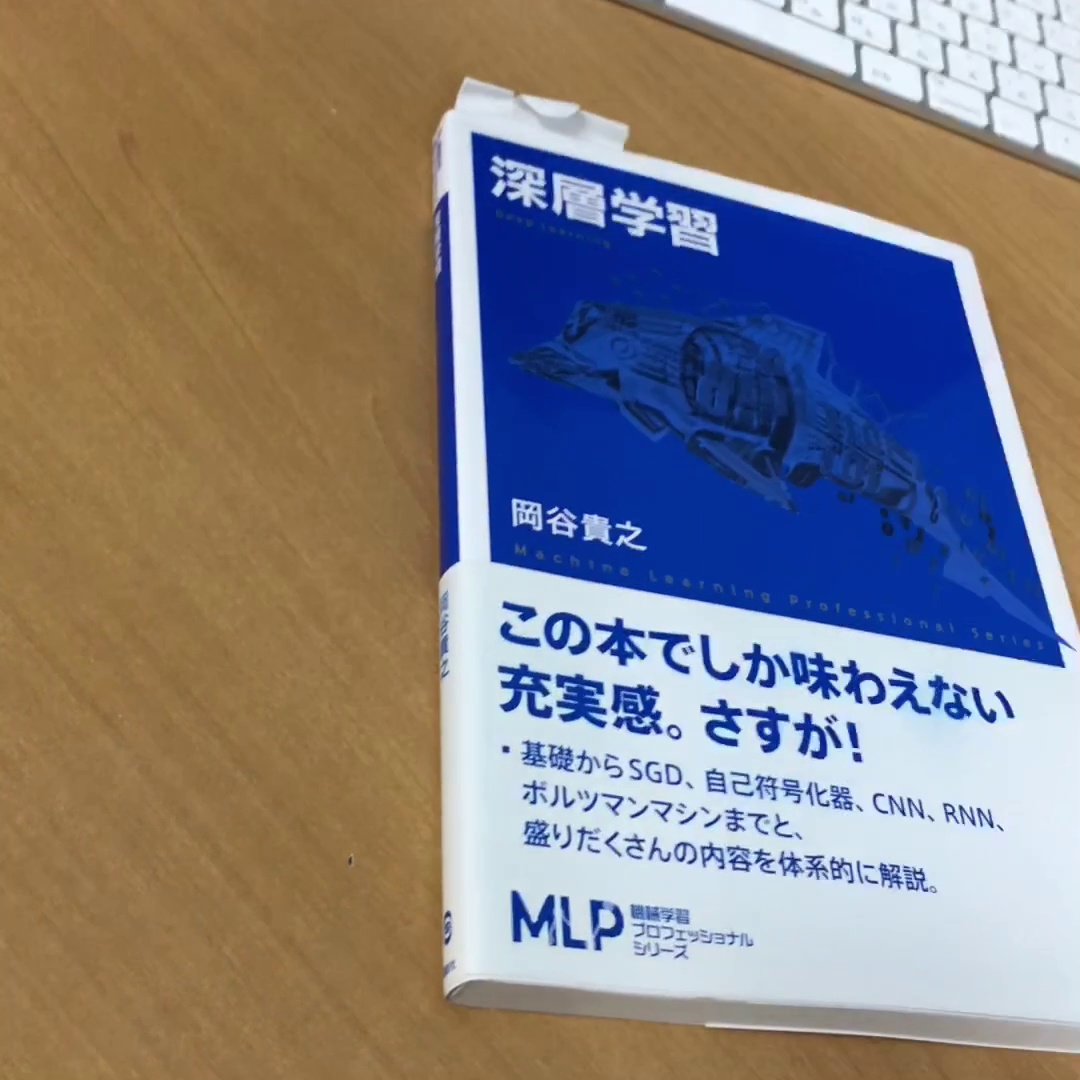 深層学習
Deep Learning
岡谷貴之
Machine Learning Professional Series
この本でしか味わえない
充実感。さすが!
▪ 基礎からSGD、自己符号化器、CNN、RNN、
ボルツマンマシンまでと、
盛りだくさんの内容を体系的に解説。
MLP
機械学習
プロフェッショナル
シリーズ
岡谷貴之